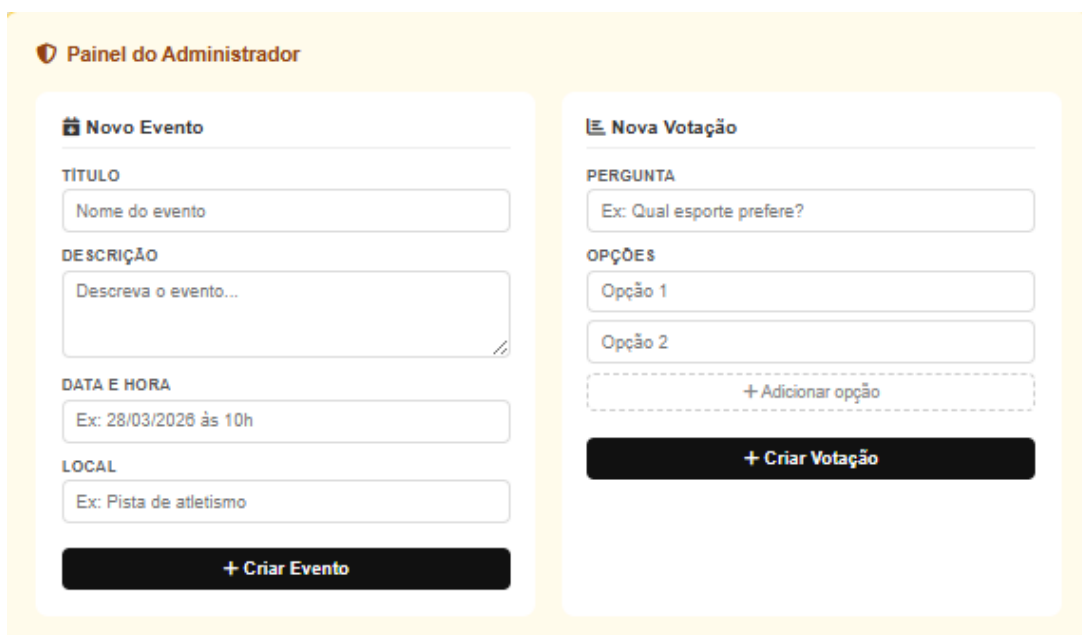 Painel do Administrador
Novo Evento
TÍTULO
Nome do evento
DESCRIÇÃO
Descreva o evento...
DATA E HORA
Ex: 28/03/2026 às 10h
LOCAL
Ex: Pista de atletismo
+ Criar Evento
Nova Votação
PERGUNTA
Ex: Qual esporte prefere?
OPÇÕES
Opção 1
Opção 2
+ Adicionar opção
+ Criar Votação